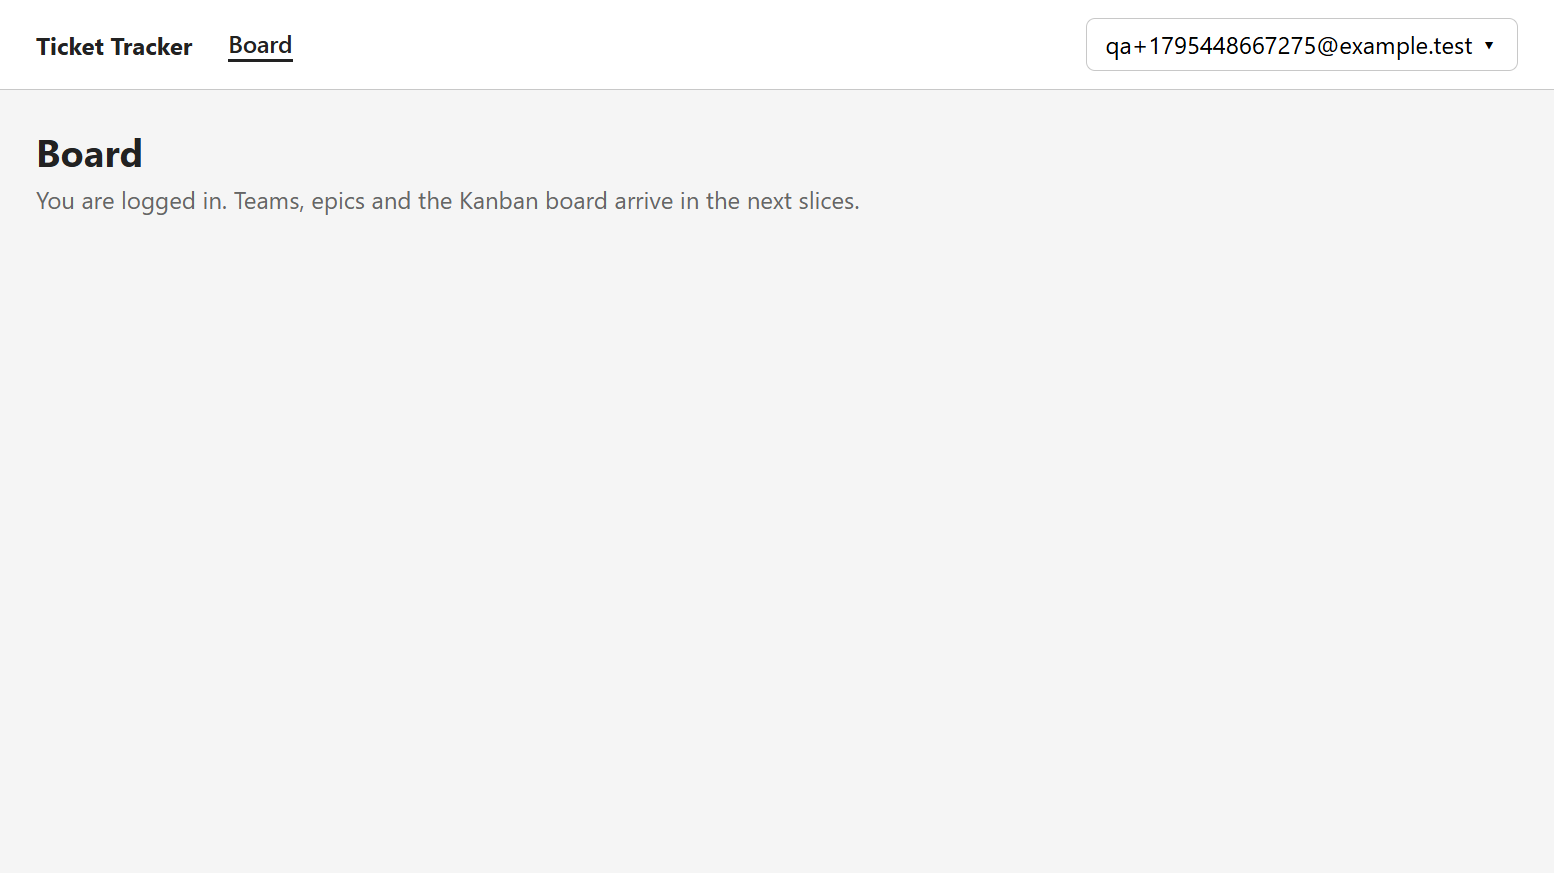 Ticket Tracker Board qa+1795448667275@example.test ▼
Board
You are logged in. Teams, epics and the Kanban board arrive in the next slices.